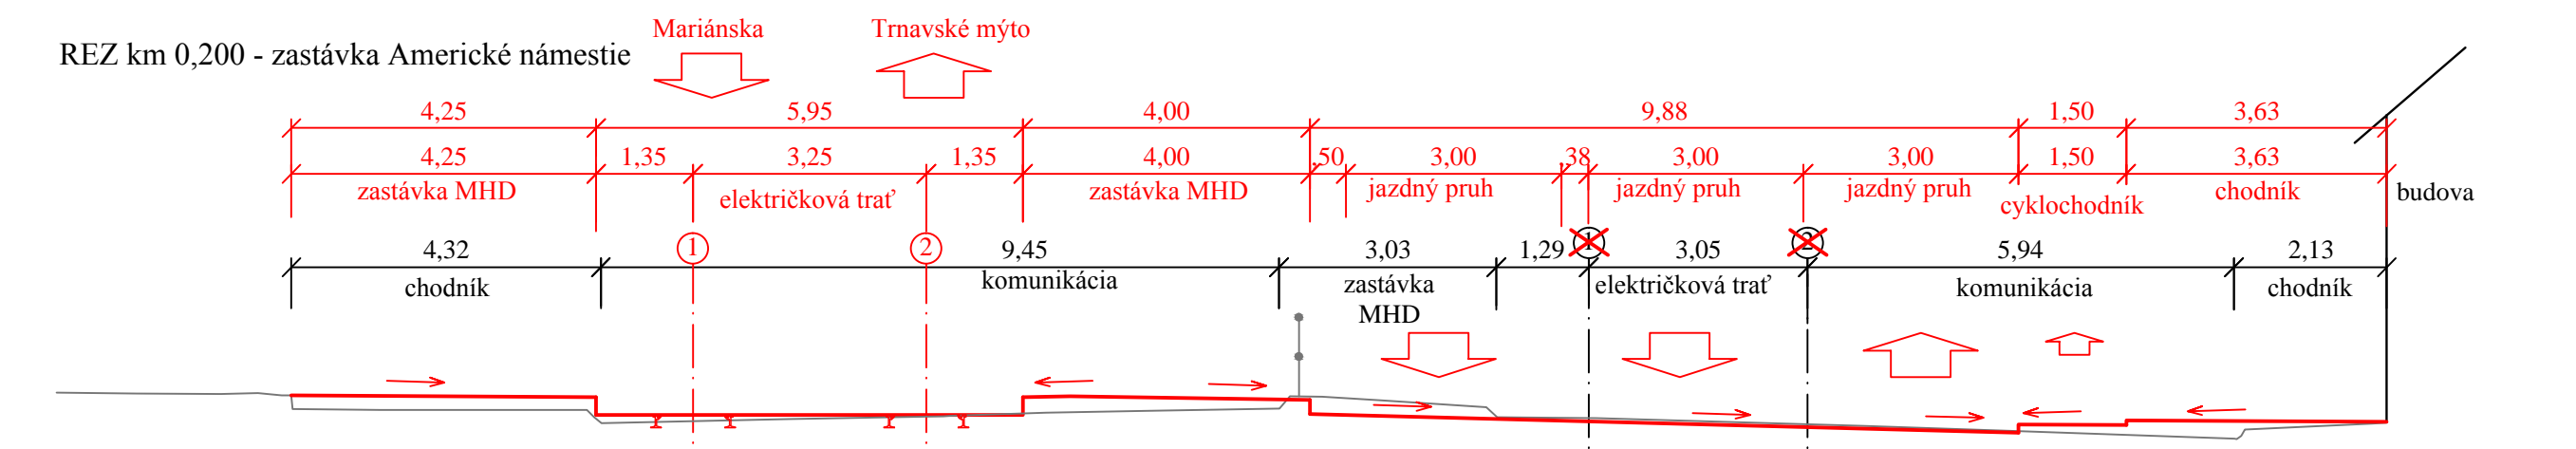 Mariánska Trnavské mýto
REZ km 0,200 - zastávka Americké námestie
4,25 5,95 4,00 9,88 1,50 3,63
4,25 1,35 3,25 1,35 4,00 ,50 3,00 ,38 3,00 3,00 1,50 3,63
zastávka MHD električková trať zastávka MHD jazdný pruh jazdný pruh jazdný pruh cyklochodník chodník budova
1 2 1 2
4,32 9,45 3,03 1,29 3,05 5,94 2,13
chodník komunikácia zastávka električková trať komunikácia chodník
MHD